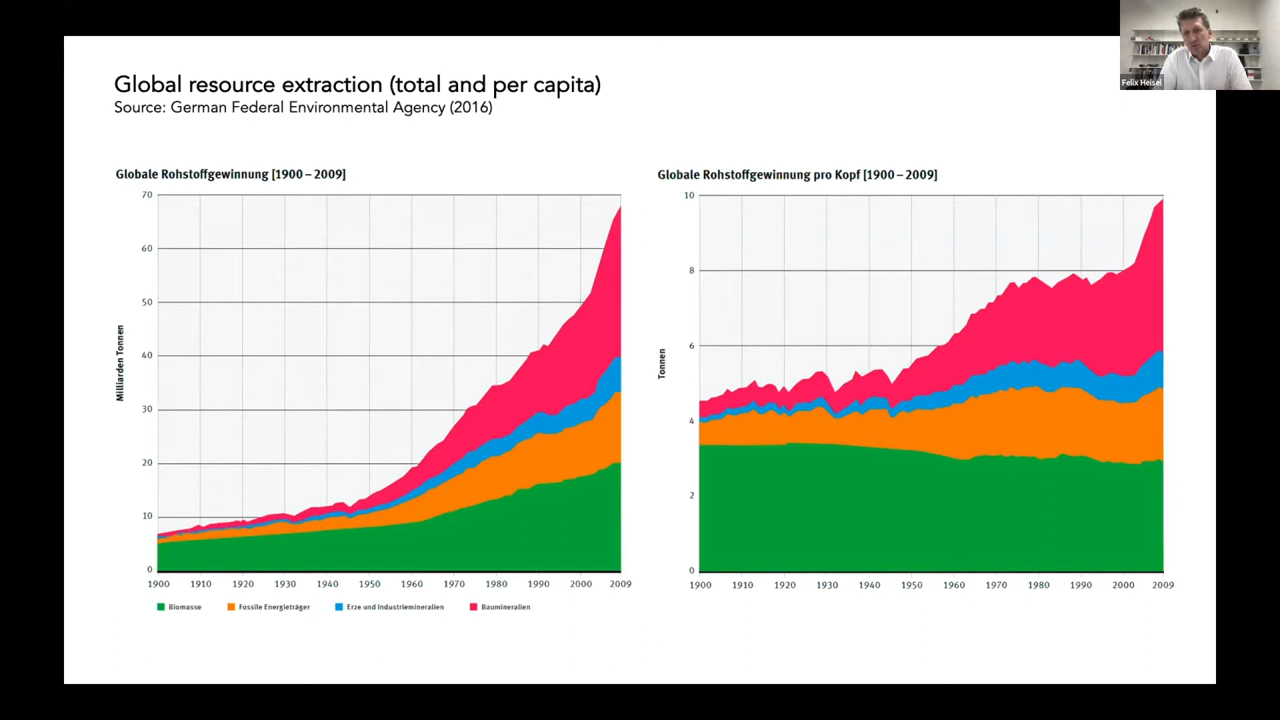 Global resource extraction (total and per capita)
Source: German Federal Environmental Agency (2016)
Felix Heisel
Globale Rohstoffgewinnung [1900 – 2009]
70
60
50
40
30
20
10
0
Milliarden Tonnen
1900 1910 1920 1930 1940 1950 1960 1970 1980 1990 2000 2009
Biomasse Fossile Energieträger Erze und Industriemineralien Baumineralien
Globale Rohstoffgewinnung pro Kopf [1900 – 2009]
10
8
6
4
2
0
Tonnen
1900 1910 1920 1930 1940 1950 1960 1970 1980 1990 2000 2009